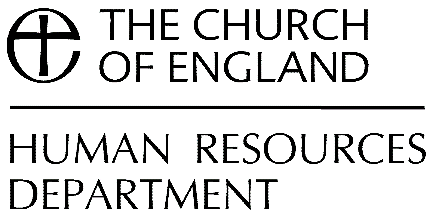 THE CHURCH
OF ENGLAND
HUMAN RESOURCES
DEPARTMENT